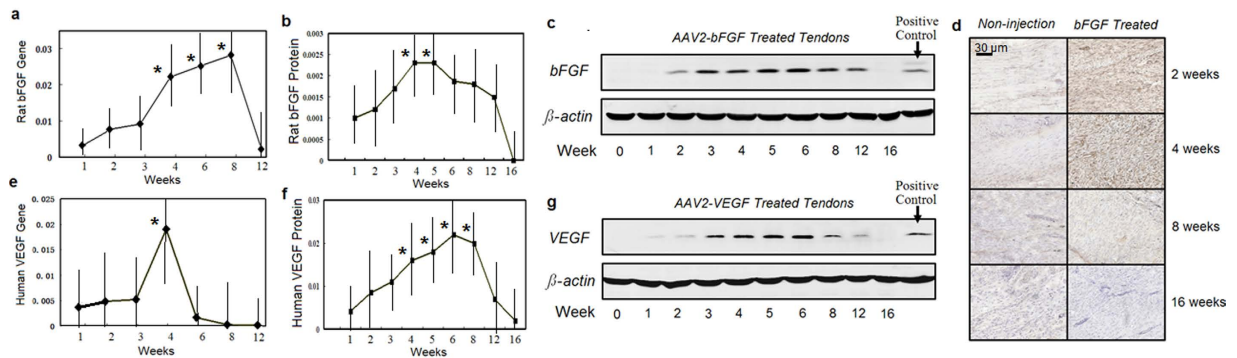 a
Rat bFGF Gene
0.03
0.02
0.01
0
* * *
1 2 3 4 6 8 12
Weeks
b
Rat bFGF Protein
0.003
0.0025
0.002
0.0015
0.001
0.0005
0
* *
1 2 3 4 5 6 8 12 16
Weeks
c
AAV2-bFGF Treated Tendons
Positive
Control
bFGF
ß-actin
Week 0 1 2 3 4 5 6 8 12 16
d
Non-injection bFGF Treated
30 µm
2 weeks
4 weeks
8 weeks
16 weeks
e
Human VEGF Gene
0.025
0.02
0.015
0.01
0.005
0
*
1 2 3 4 6 8 12
Weeks
f
Human VEGF Protein
0.03
0.02
0.01
0
* * * *
1 2 3 4 5 6 8 12 16
Weeks
g
AAV2-VEGF Treated Tendons
Positive
Control
VEGF
ß-actin
Week 0 1 2 3 4 5 6 8 12 16